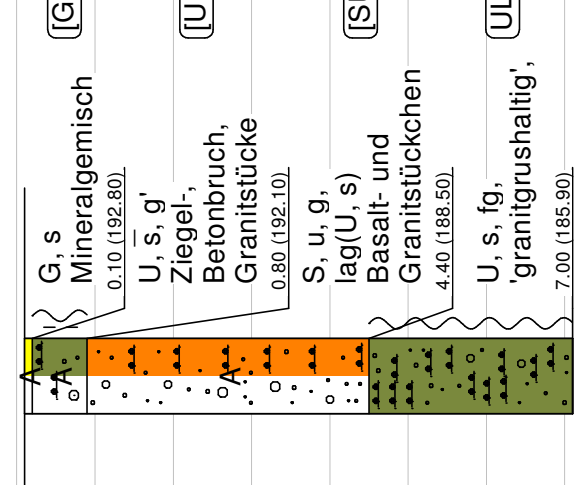 [G
G, s
Mineralgemisch
0.10 (192.80)
[U
U, s, g'
Ziegel-,
Betonbruch,
Granitstücke
0.80 (192.10)
S, u, g,
lag(U, s)
Basalt- und
Granitstückchen
4.40 (188.50)
UL
U, s, fg,
'granitgrushaltig',
7.00 (185.90)
A
A
A